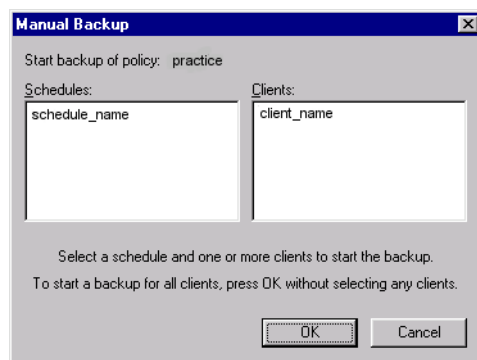 Manual Backup
Start backup of policy: practice
Schedules:
Clients:
schedule_name
client_name
Select a schedule and one or more clients to start the backup.
To start a backup for all clients, press OK without selecting any clients.
OK
Cancel